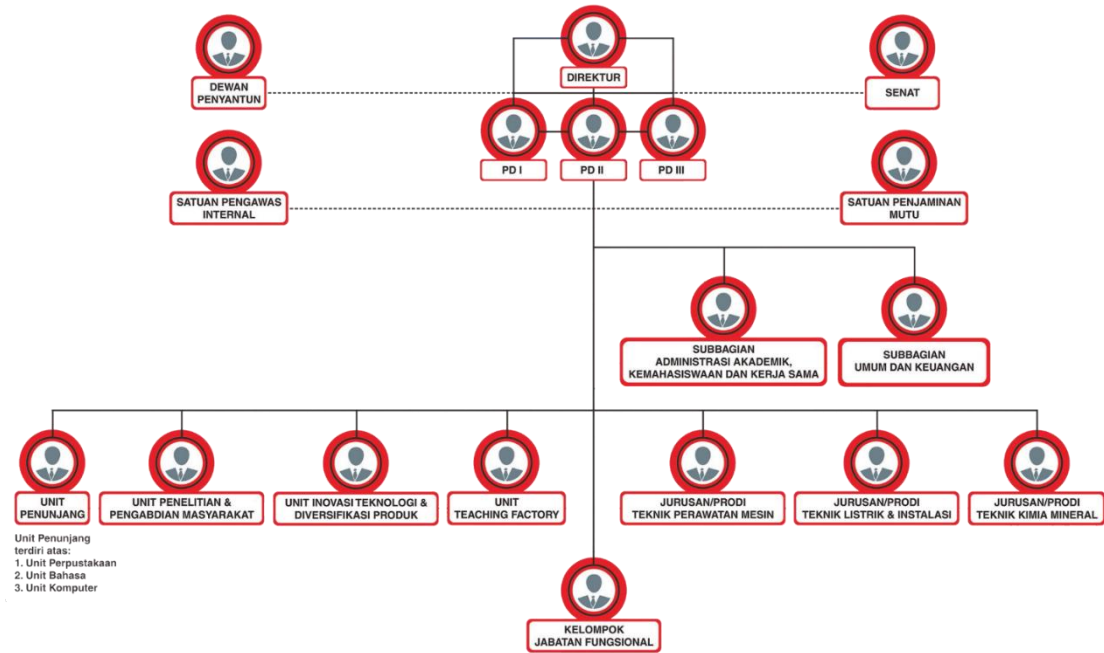 DIREKTUR
DEWAN
PENYANTUN
SENAT
PD I
PD II
PD III
SATUAN PENGAWAS
INTERNAL
SATUAN PENJAMINAN
MUTU
SUBBAGIAN
ADMINISTRASI AKADEMIK,
KEMAHASISWAAN DAN KERJA SAMA
SUBBAGIAN
UMUM DAN KEUANGAN
UNIT
PENUNJANG
UNIT PENELITIAN &
PENGABDIAN MASYARAKAT
UNIT INOVASI TEKNOLOGI &
DIVERSIFIKASI PRODUK
UNIT
TEACHING FACTORY
JURUSAN/PRODI
TEKNIK PERAWATAN MESIN
JURUSAN/PRODI
TEKNIK LISTRIK & INSTALASI
JURUSAN/PRODI
TEKNIK KIMIA MINERAL
Unit Penunjang
terdiri atas:
1. Unit Perpustakaan
2. Unit Bahasa
3. Unit Komputer
KELOMPOK
JABATAN FUNGSIONAL